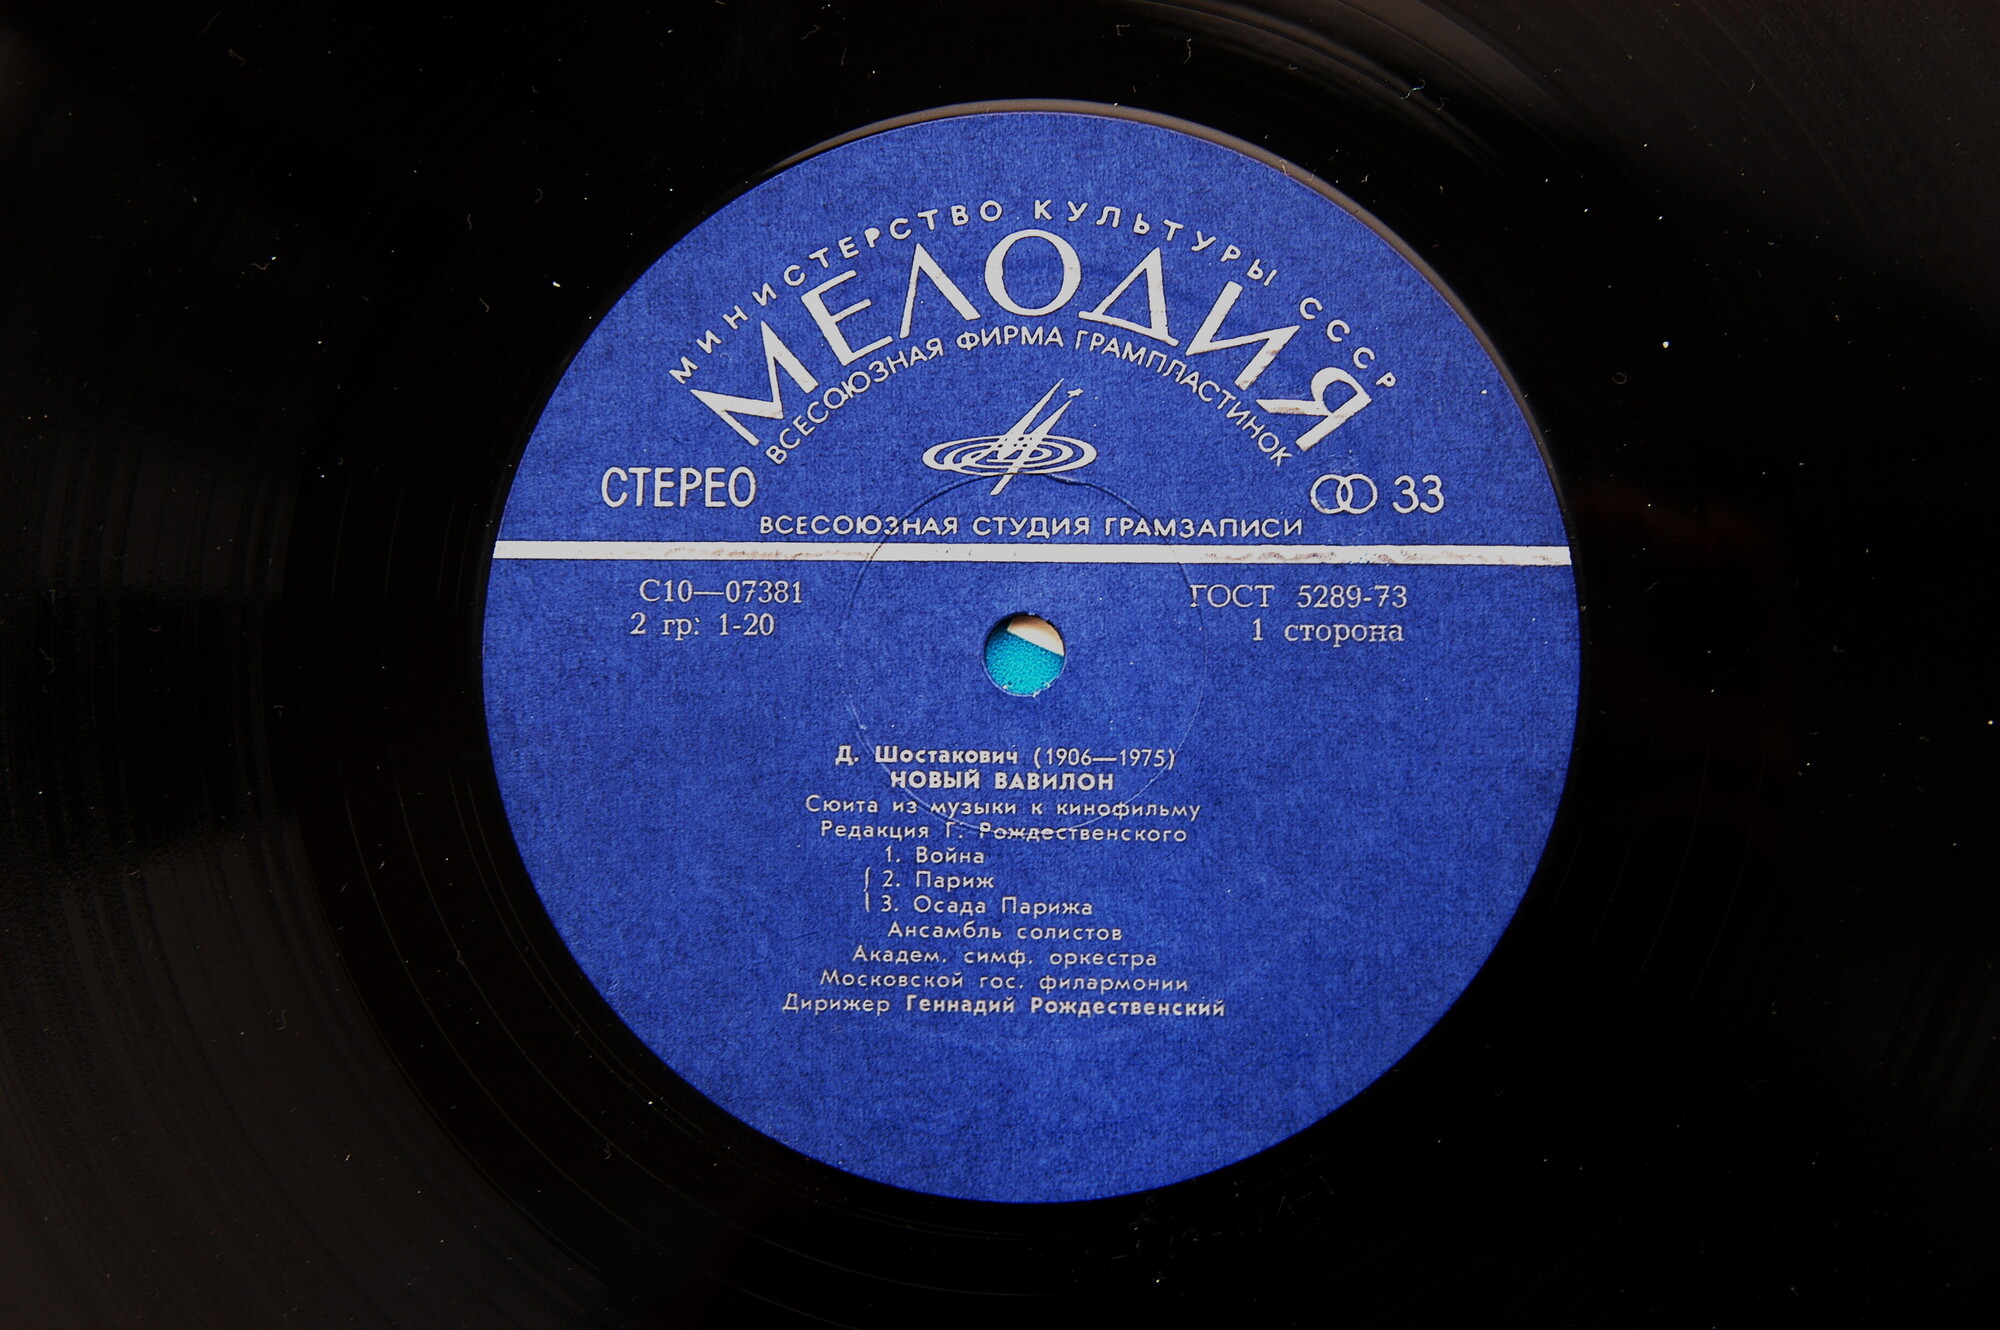 МИНИСТЕРСТВО КУЛЬТУРЫ СССР
МЕЛОДИЯ
ВСЕСОЮЗНАЯ ФИРМА ГРАМПЛАСТИНОК
СТЕРЕО
33
ВСЕСОЮЗНАЯ СТУДИЯ ГРАМЗАПИСИ
С10—07381
ГОСТ 5289-73
2 гр: 1-20
1 сторона
Д. Шостакович (1906—1975)
НОВЫЙ ВАВИЛОН
Сюита из музыки к кинофильму
Редакция Г. Рождественского
1. Война
2. Париж
3. Осада Парижа
Ансамбль солистов
Академ. симф. оркестра
Московской гос. филармонии
Дирижер Геннадий Рождественский